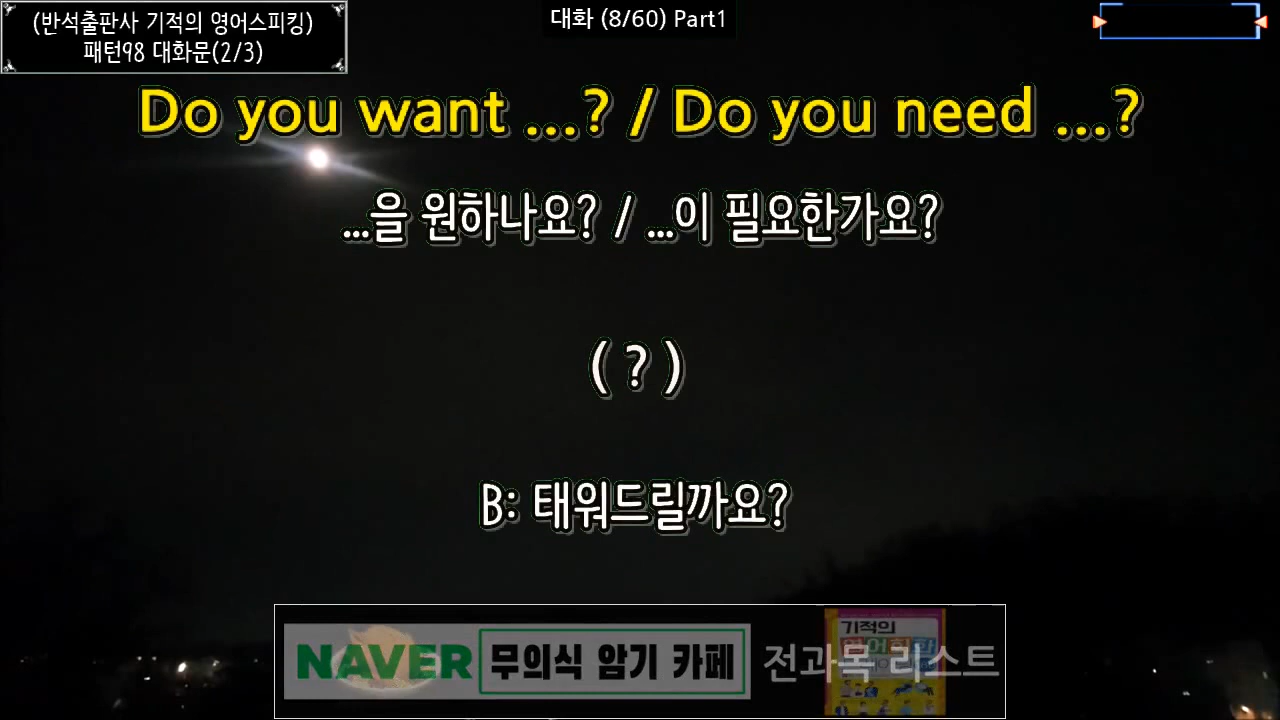 (반석출판사 기적의 영어스피킹)
패턴98 대화문(2/3)
대화 (8/60) Part1
Do you want ...? / Do you need ...?
...을 원하나요? / ...이 필요한가요?
( ? )
B: 태워드릴까요?
NAVER 무의식 암기 카페 전과목 리스트
기적의